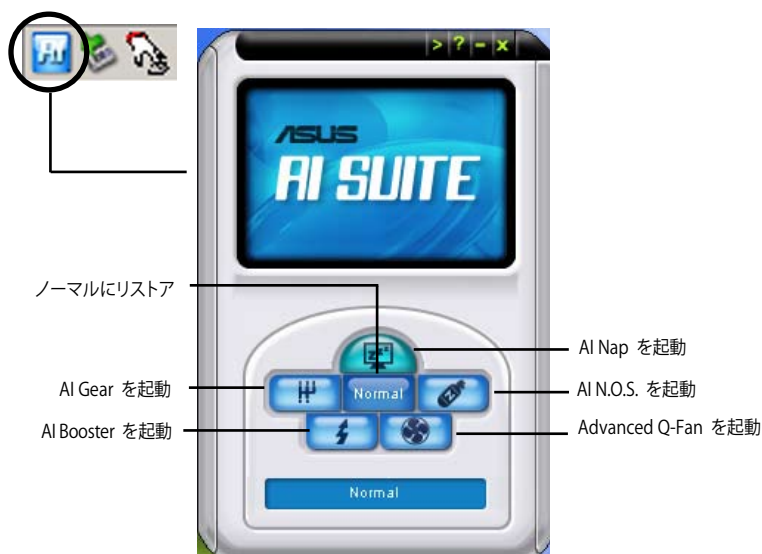 AI
> ? - x
ASUS
AI SUITE
ノーマルにリストア
AI Nap を起動
zzz
AI Gear を起動
Normal
AI N.O.S. を起動
AI Booster を起動
Advanced Q-Fan を起動
Normal